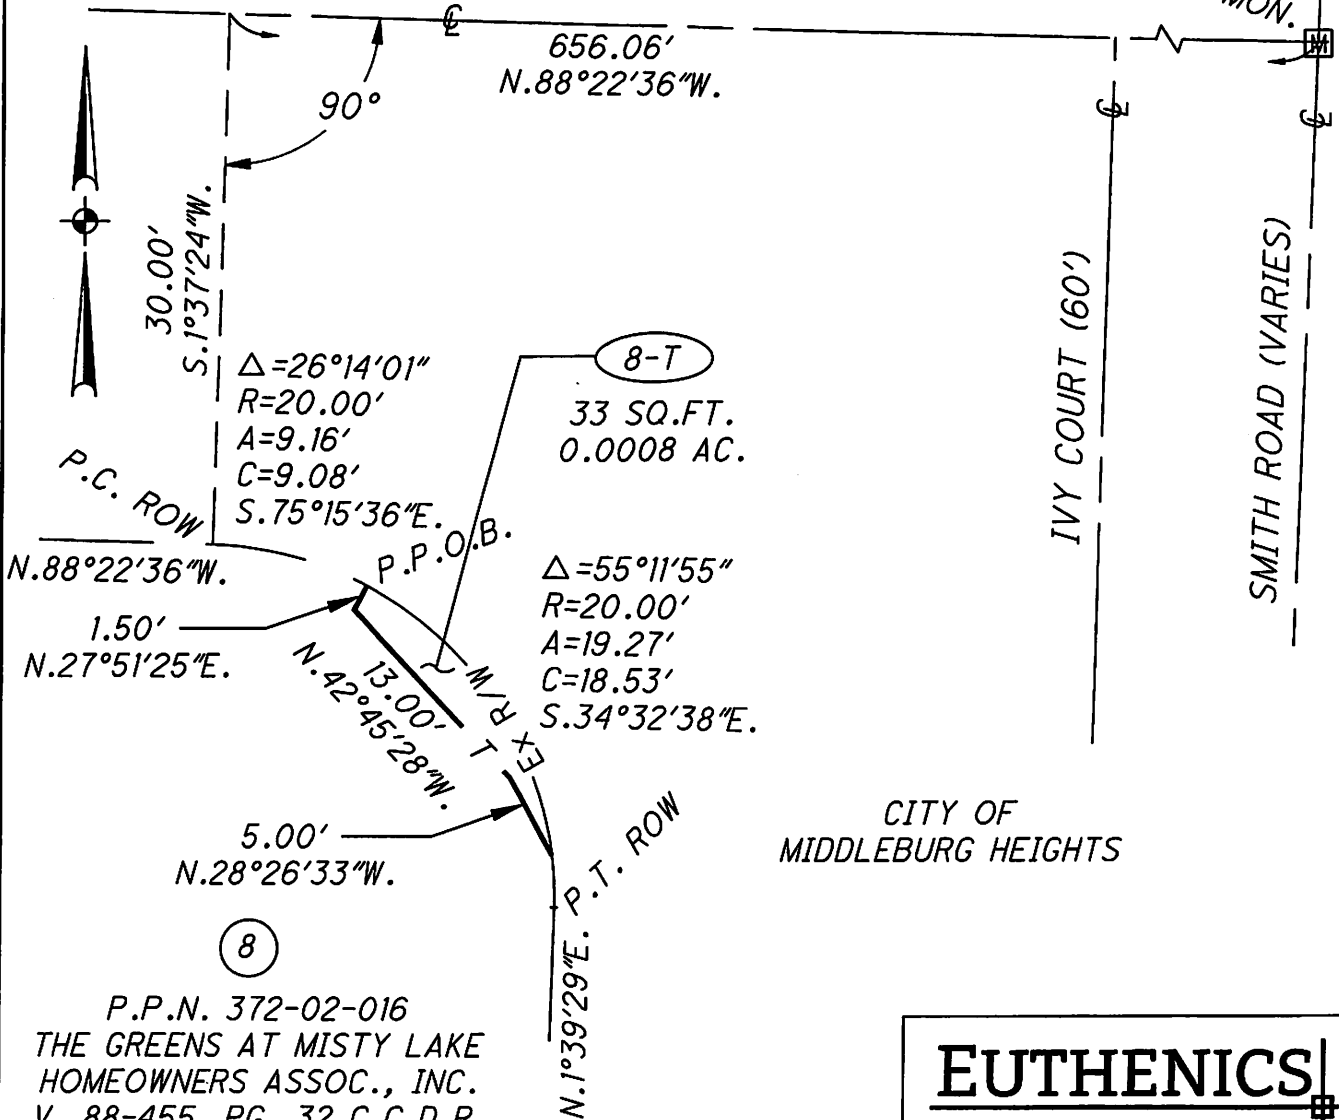 MON.
℄
656.06'
N.88°22'36"W.
90°
℄
℄
M
30.00'
S.1°37'24"W.
IVY COURT (60')
SMITH ROAD (VARIES)
8-T
33 SQ.FT.
0.0008 AC.
Δ=26°14'01"
R=20.00'
A=9.16'
C=9.08'
S.75°15'36"E.
P.C. ROW
P.P.O.B.
N.88°22'36"W.
Δ=55°11'55"
R=20.00'
A=19.27'
C=18.53'
S.34°32'38"E.
1.50'
N.27°51'25"E.
13.00'
N.42°45'28"W.
EX R/W
T
5.00'
N.28°26'33"W.
P.T. ROW
CITY OF
MIDDLEBURG HEIGHTS
8
P.P.N. 372-02-016
THE GREENS AT MISTY LAKE
HOMEOWNERS ASSOC., INC.
V. 88-455, PG. 32 C.C.D.R.
N.1°39'29"E.
EUTHENICS